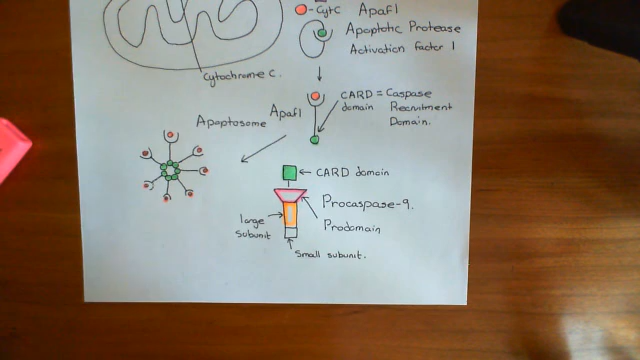 -Cytc Apaf1
Apoptotic Protease
Activation factor 1
Cytochrome C.
CARD = Caspase
domain Recruitment
Domain.
Apaf1
Apoptosome
CARD domain
Procaspase-9.
large
subunit
Prodomain
Small subunit.